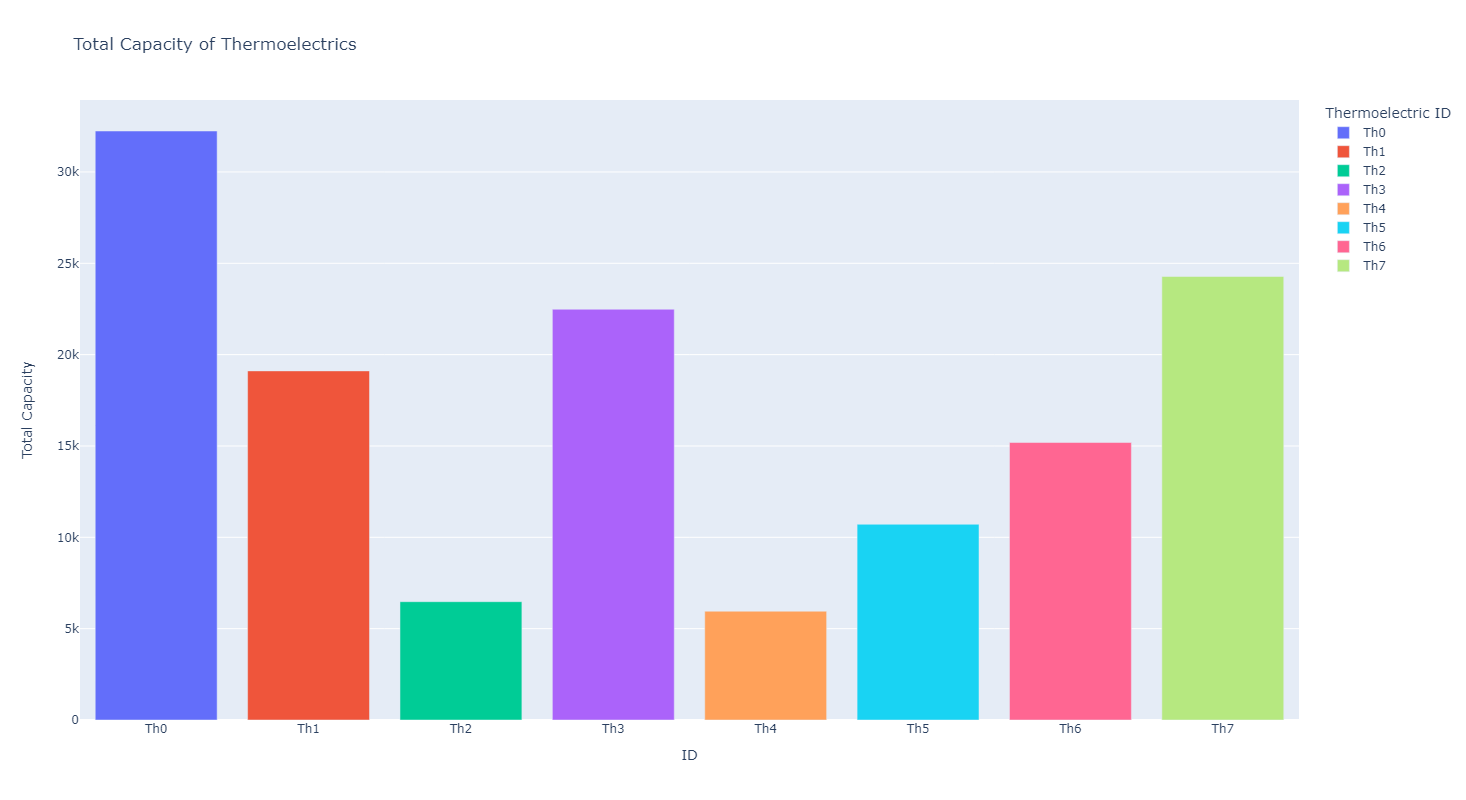 Total Capacity of Thermoelectrics
Thermoelectric ID
Th0
Th1
Th2
Th3
Th4
Th5
Th6
Th7
Total Capacity
30k
25k
20k
15k
10k
5k
0
Th0 Th1 Th2 Th3 Th4 Th5 Th6 Th7
ID